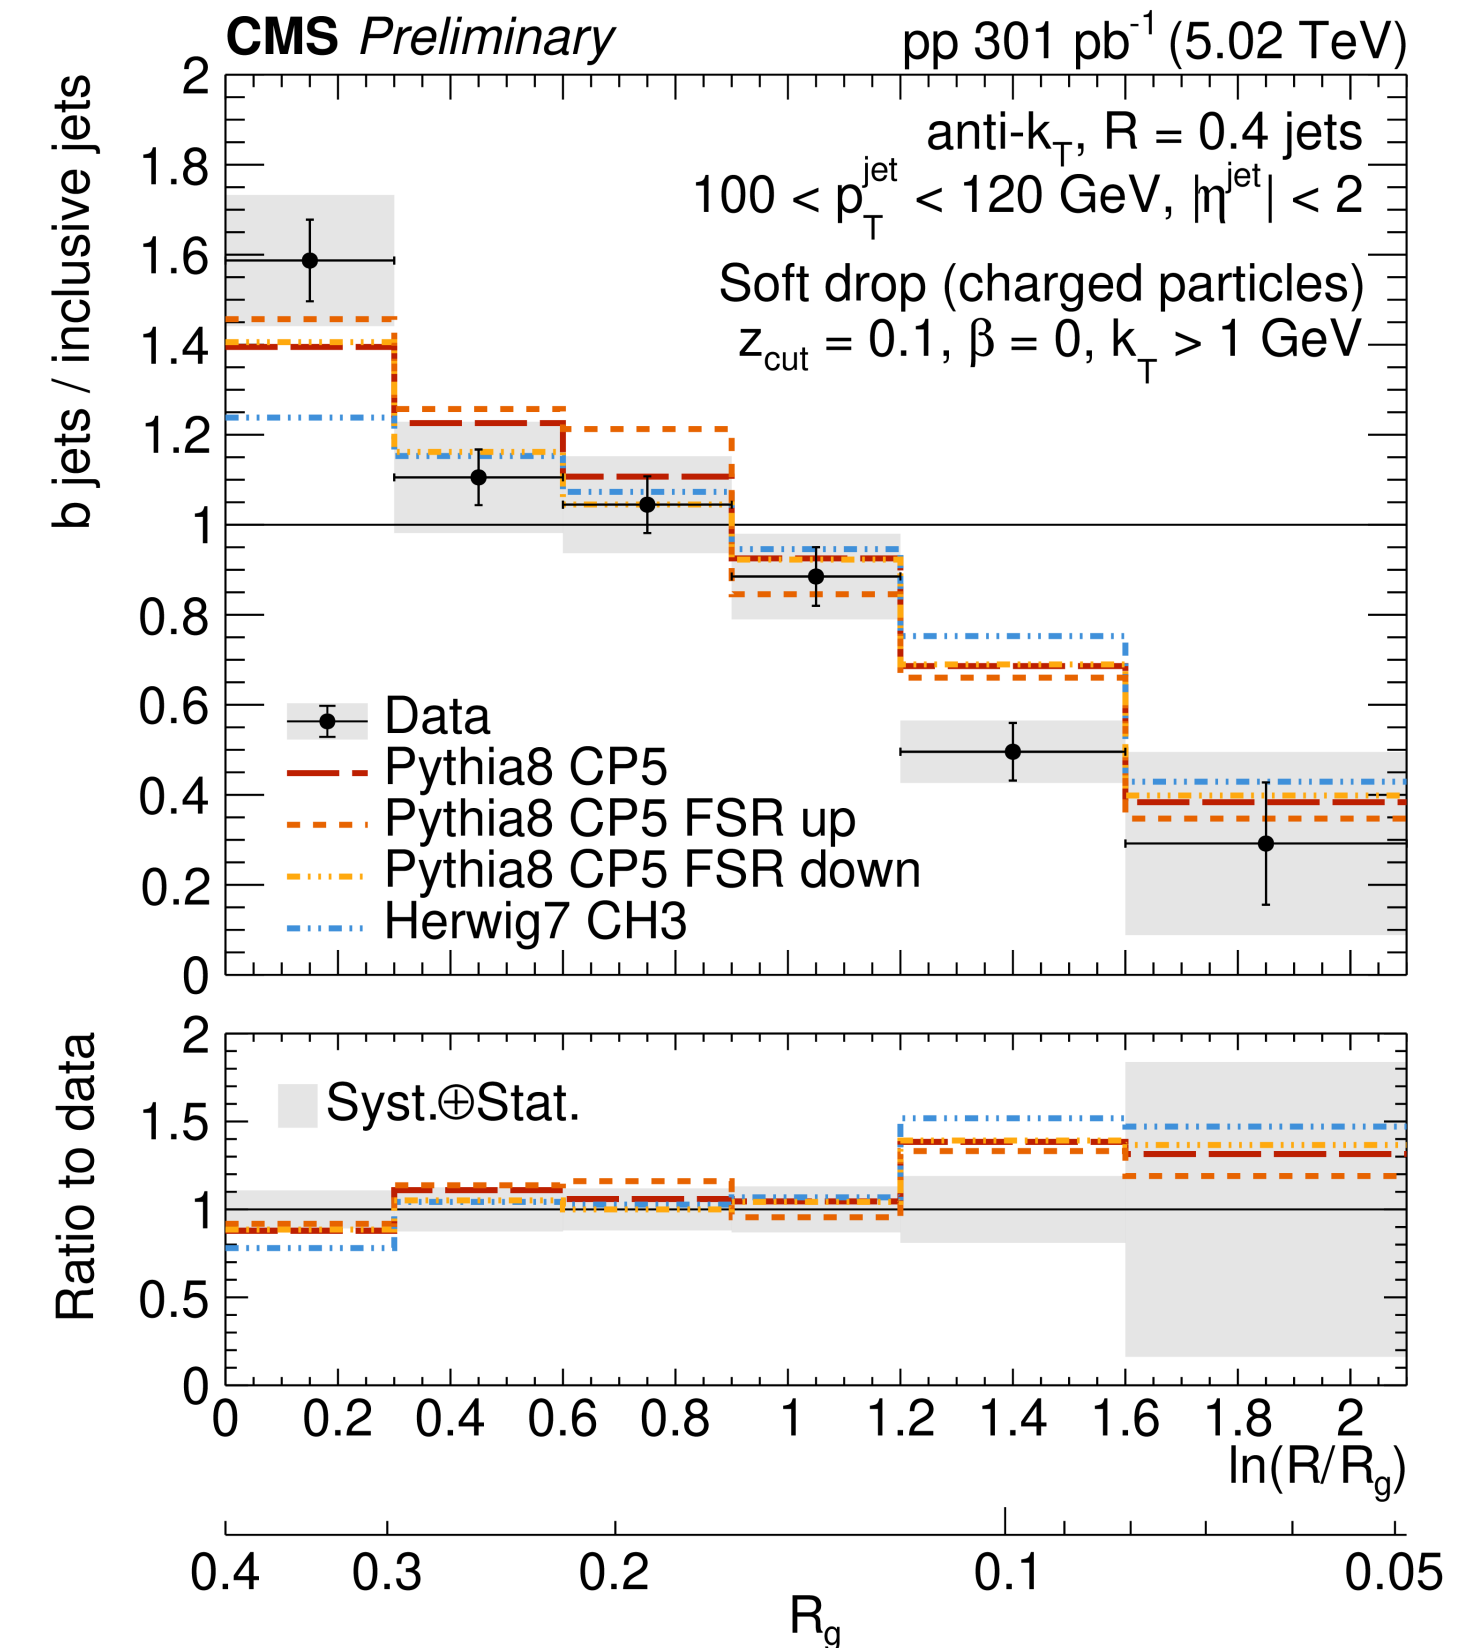 CMS Preliminary
pp 301 pb-1 (5.02 TeV)
b jets / inclusive jets
2
1.8
1.6
1.4
1.2
1
0.8
0.6
0.4
0.2
0
anti-kT, R = 0.4 jets
100 < pTjet < 120 GeV, |ηjet| < 2
Soft drop (charged particles)
zcut = 0.1, β = 0, kT > 1 GeV
Data
Pythia8 CP5
Pythia8 CP5 FSR up
Pythia8 CP5 FSR down
Herwig7 CH3
Ratio to data
2
1.5
1
0.5
0
Syst.⊕Stat.
0 0.2 0.4 0.6 0.8 1 1.2 1.4 1.6 1.8 2
ln(R/Rg)
0.4 0.3 0.2 0.1 0.05
Rg